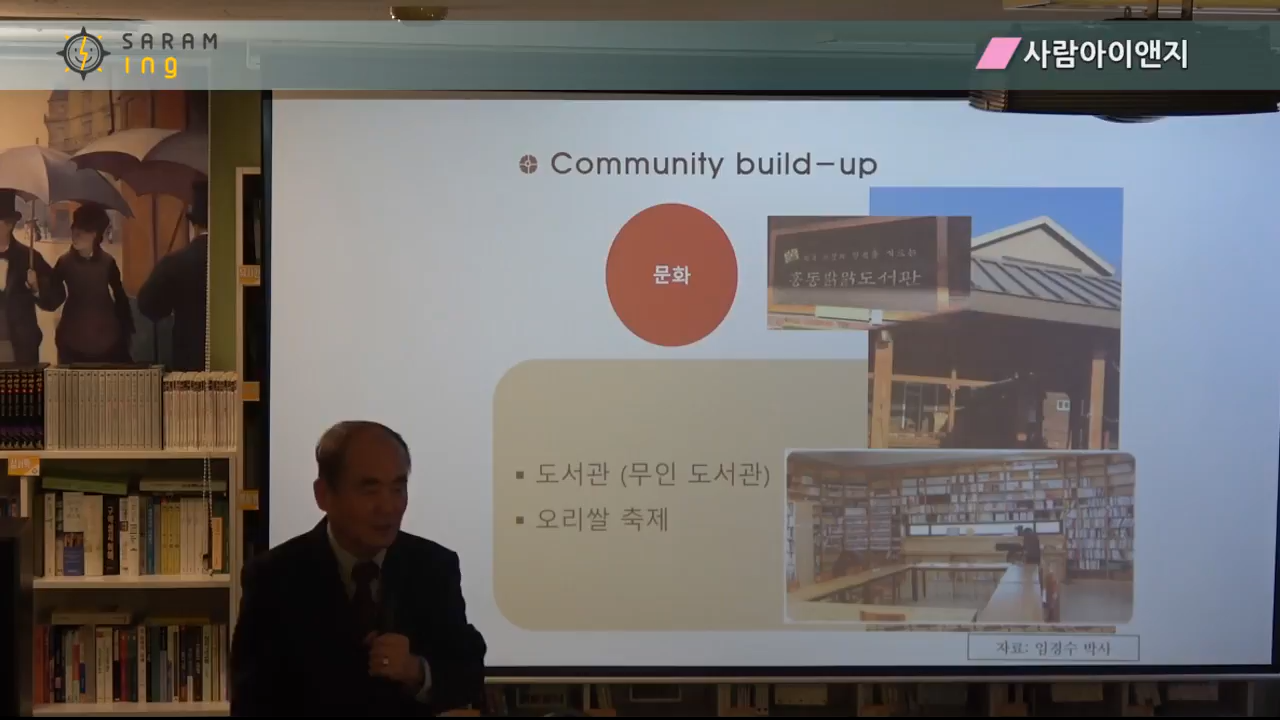 SARAM
ing
사람아이앤지
Community build-up
문화
홍동밝맑도서관
▪ 도서관 (무인 도서관)
▪ 오리쌀 축제
자료: 임경수 박사